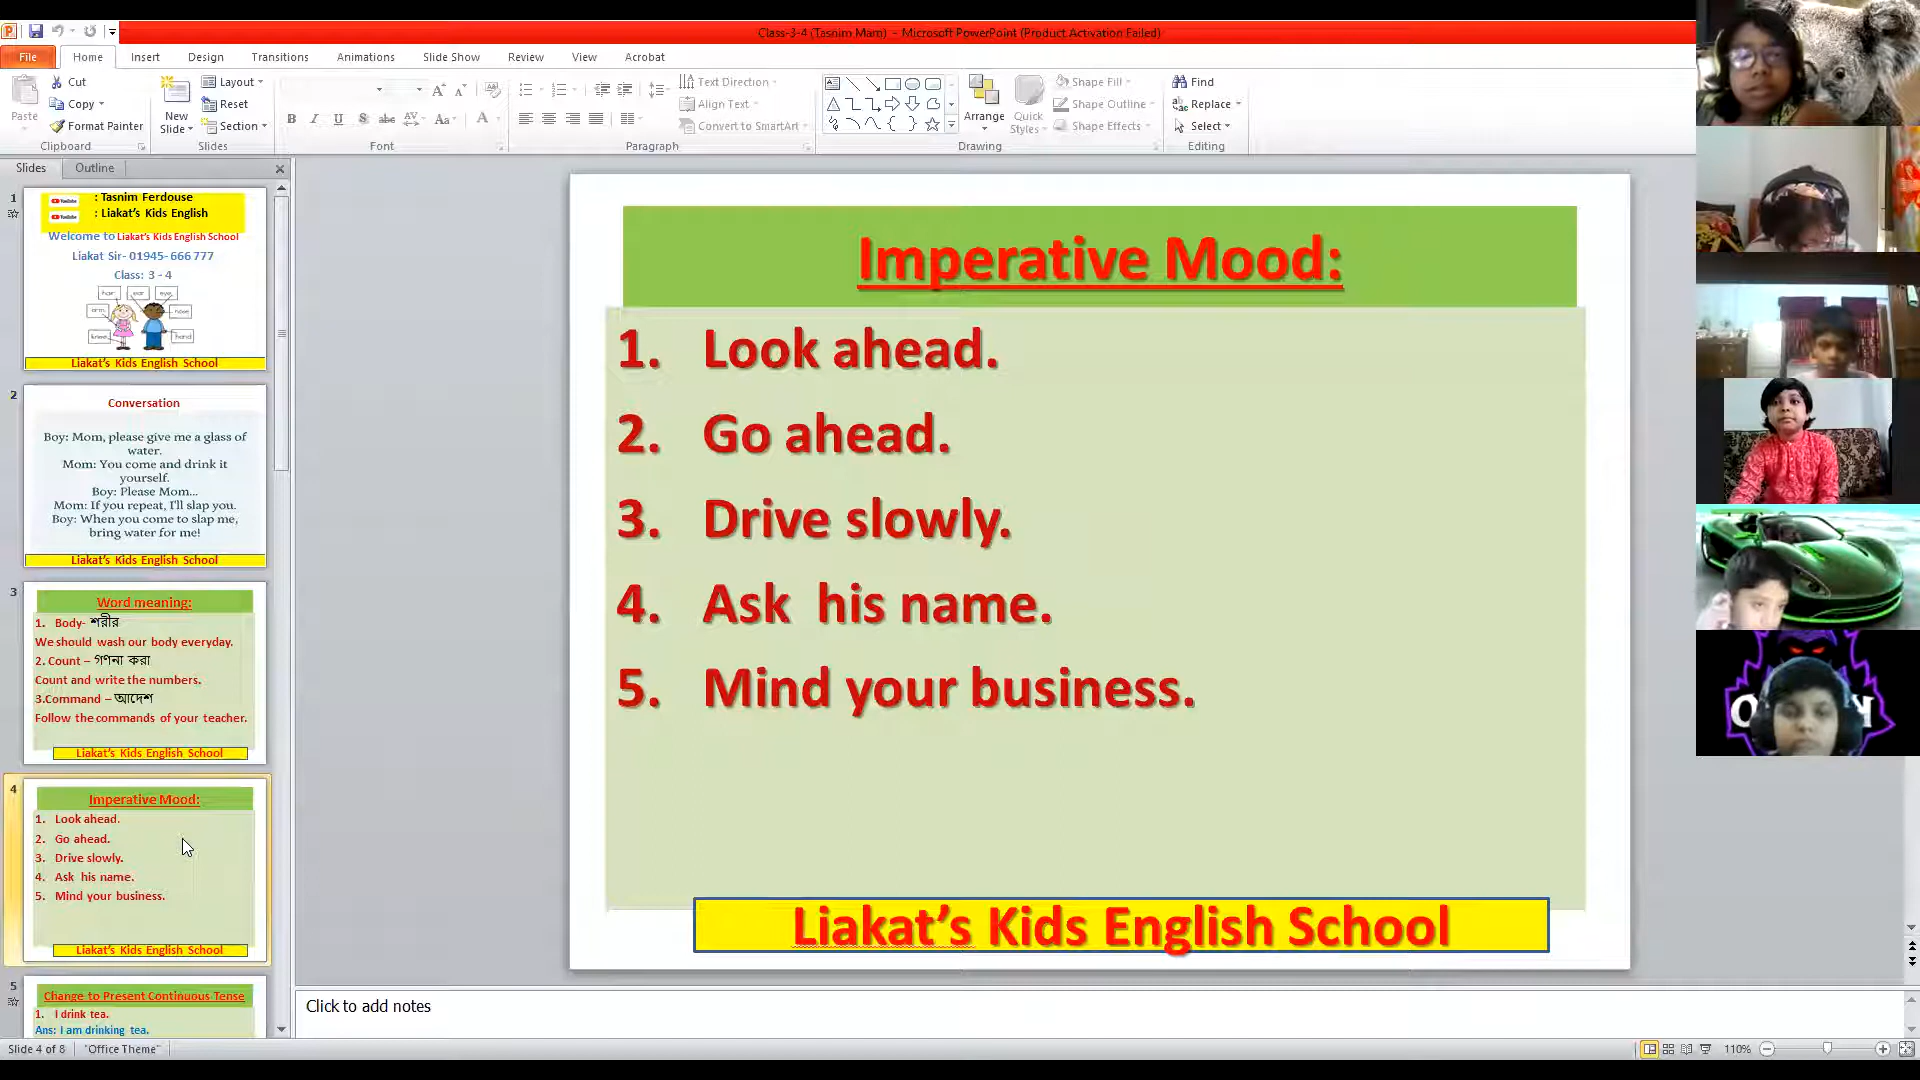 Class-3-4 (Tasnim Mam) - Microsoft PowerPoint (Product Activation Failed)
File Home Insert Design Transitions Animations Slide Show Review View Acrobat
Paste
Cut
Copy
Format Painter
Clipboard
New Slide
Layout
Reset
Section
Slides
Font
Text Direction
Align Text
Convert to SmartArt
Paragraph
Arrange
Quick Styles
Shape Fill
Shape Outline
Shape Effects
Drawing
Find
Replace
Select
Editing
Slides Outline
1
: Tasnim Ferdouse
: Liakat's Kids English
Welcome to Liakat's Kids English School
Liakat Sir- 01945- 666 777
Class: 3 - 4
hair ear eye
arm nose
hand
Liakat's Kids English School
2
Conversation
Boy: Mom, please give me a glass of
water.
Mom: You come and drink it
yourself.
Boy: Please Mom...
Mom: If you repeat, I'll slap you.
Boy: When you come to slap me,
bring water for me!
Liakat's Kids English School
3
Word meaning:
1. Body- শরীর
We should wash our body everyday.
2. Count – গণনা করা
Count and write the numbers.
3.Command – আদেশ
Follow the commands of your teacher.
Liakat's Kids English School
4
Imperative Mood:
1. Look ahead.
2. Go ahead.
3. Drive slowly.
4. Ask his name.
5. Mind your business.
Liakat's Kids English School
5
Change to Present Continuous Tense
1. I drink tea.
Ans: I am drinking tea.
Imperative Mood:
1. Look ahead.
2. Go ahead.
3. Drive slowly.
4. Ask his name.
5. Mind your business.
Liakat's Kids English School
Click to add notes
Slide 4 of 8 "Office Theme" 110%